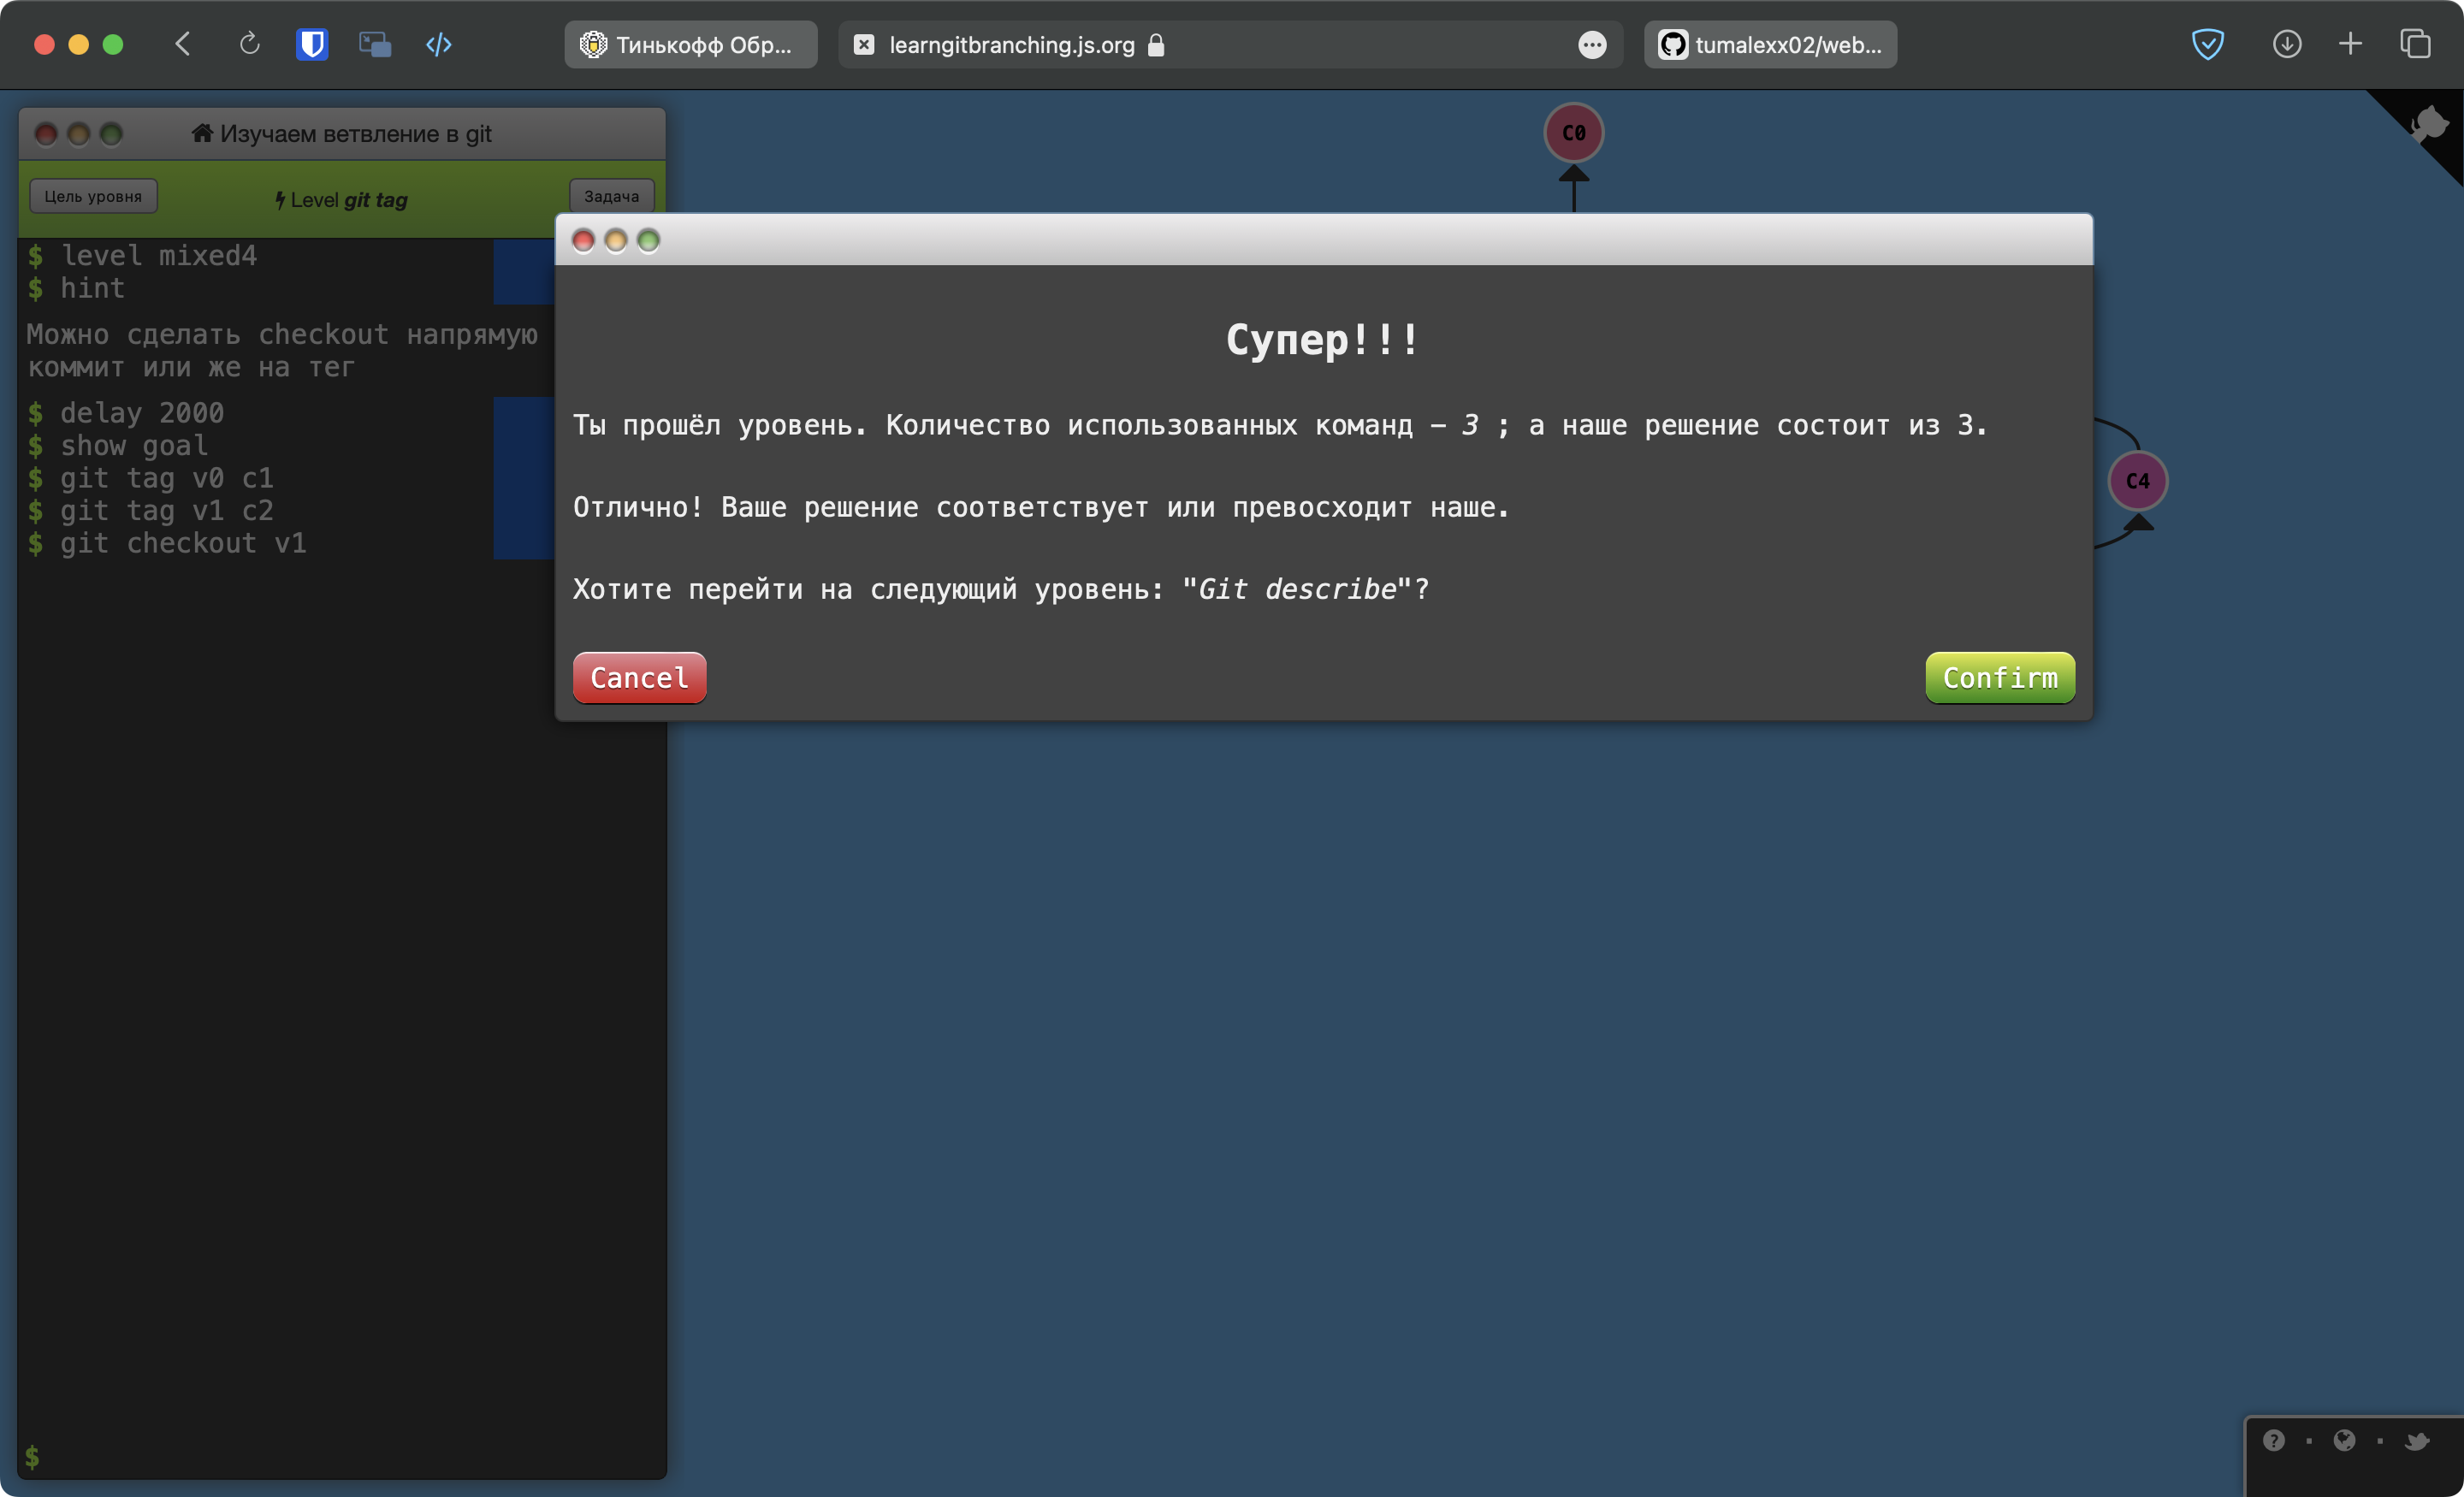 Тинькофф Обр...
learngitbranching.js.org
tumalexx02/web...
Изучаем ветвление в git
Цель уровня
Level git tag
Задача
$ level mixed4
$ hint
Можно сделать checkout напрямую
коммит или же на тег
$ delay 2000
$ show goal
$ git tag v0 c1
$ git tag v1 c2
$ git checkout v1
$
C0
C4
Супер!!!
Ты прошёл уровень. Количество использованных команд – 3 ; а наше решение состоит из 3.
Отлично! Ваше решение соответствует или превосходит наше.
Хотите перейти на следующий уровень: "Git describe"?
Cancel
Confirm